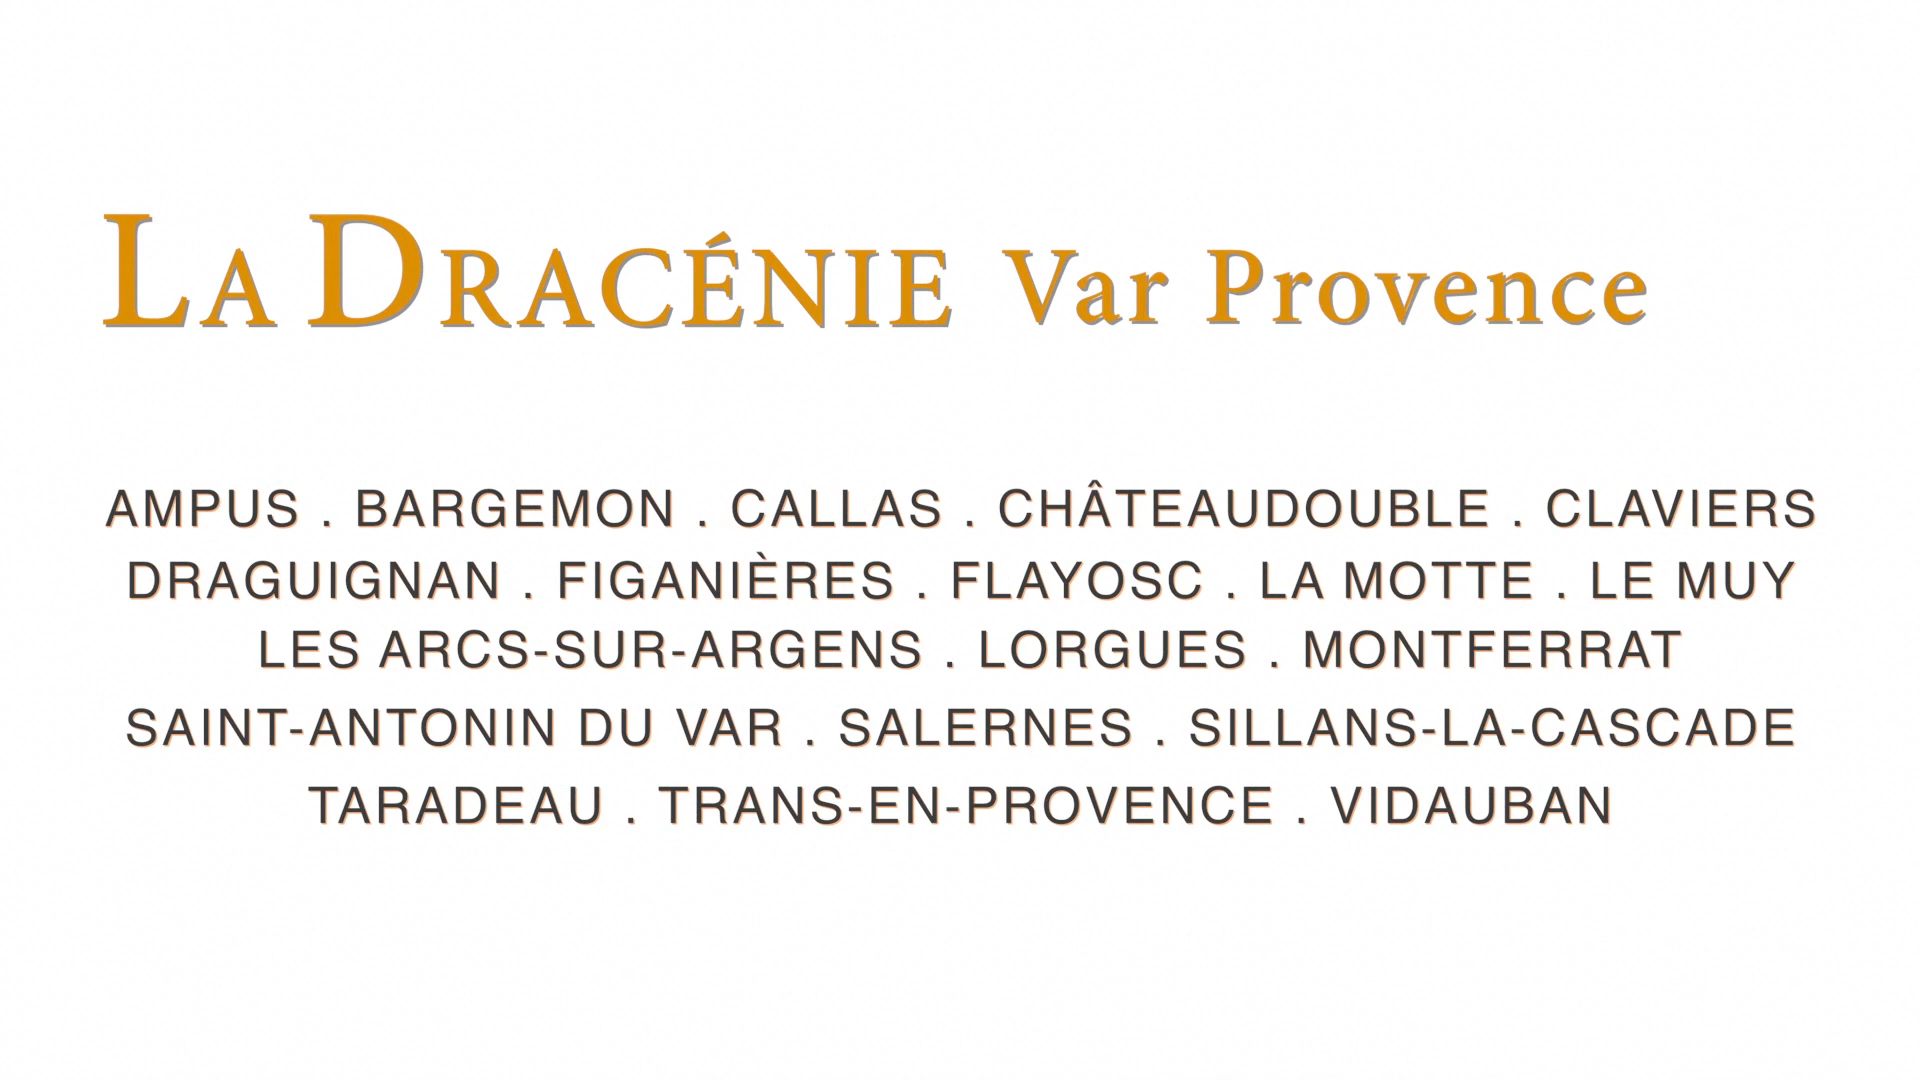 LA DRACÉNIE Var Provence
AMPUS . BARGEMON . CALLAS . CHÂTEAUDOUBLE . CLAVIERS
DRAGUIGNAN . FIGANIÈRES . FLAYOSC . LA MOTTE . LE MUY
LES ARCS-SUR-ARGENS . LORGUES . MONTFERRAT
SAINT-ANTONIN DU VAR . SALERNES . SILLANS-LA-CASCADE
TARADEAU . TRANS-EN-PROVENCE . VIDAUBAN